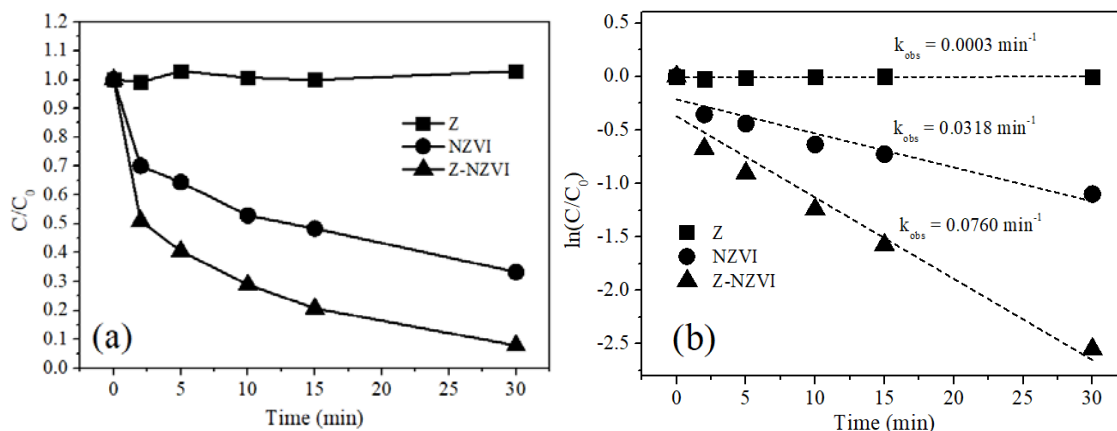 1.2
1.1
1.0
0.9
0.8
0.7
0.6
0.5
0.4
0.3
0.2
0.1
0.0
C/C₀
Z
NZVI
Z-NZVI
(a)
0 5 10 15 20 25 30
Time (min)
0.5
0.0
-0.5
-1.0
-1.5
-2.0
-2.5
ln(C/C₀)
k_obs = 0.0003 min⁻¹
k_obs = 0.0318 min⁻¹
k_obs = 0.0760 min⁻¹
Z
NZVI
Z-NZVI
(b)
0 5 10 15 20 25 30
Time (min)